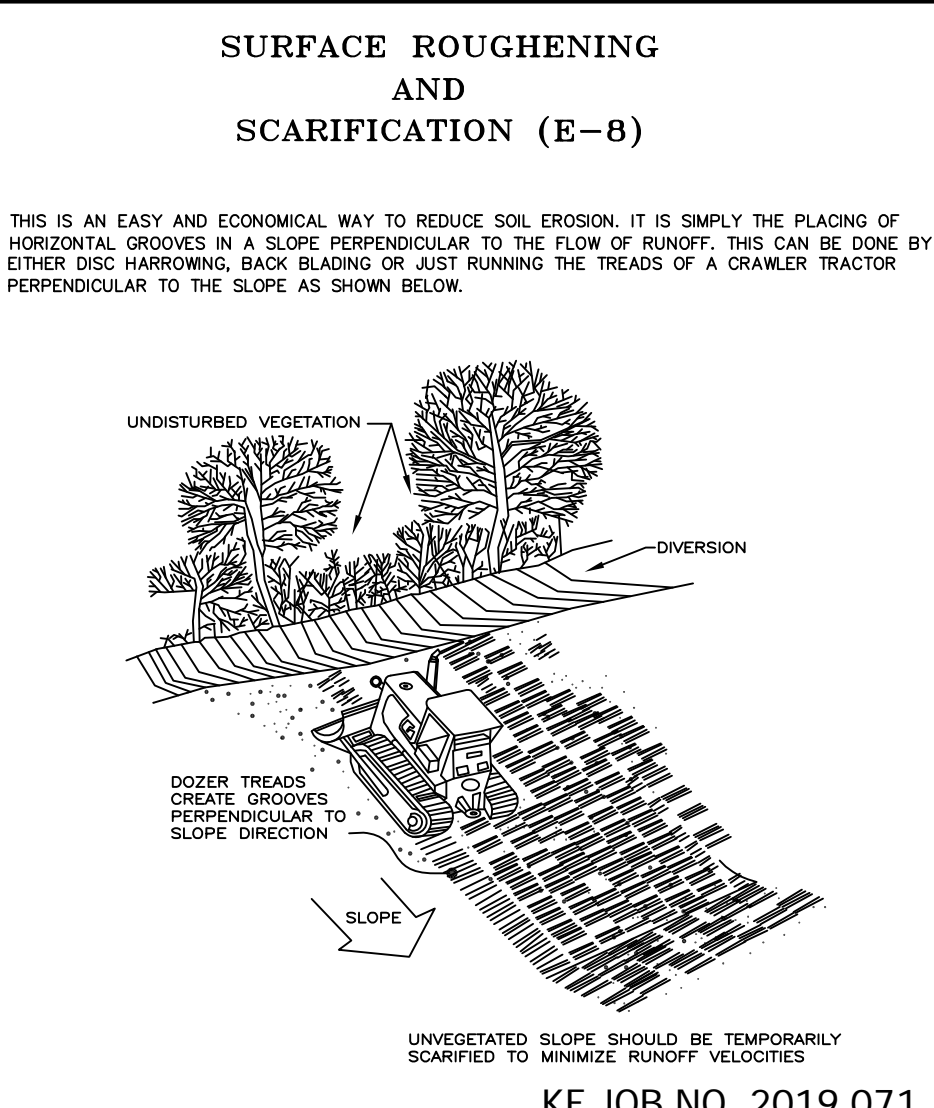 SURFACE ROUGHENING
AND
SCARIFICATION (E-8)
THIS IS AN EASY AND ECONOMICAL WAY TO REDUCE SOIL EROSION. IT IS SIMPLY THE PLACING OF
HORIZONTAL GROOVES IN A SLOPE PERPENDICULAR TO THE FLOW OF RUNOFF. THIS CAN BE DONE BY
EITHER DISC HARROWING, BACK BLADING OR JUST RUNNING THE TREADS OF A CRAWLER TRACTOR
PERPENDICULAR TO THE SLOPE AS SHOWN BELOW.
UNDISTURBED VEGETATION
DIVERSION
DOZER TREADS
CREATE GROOVES
PERPENDICULAR TO
SLOPE DIRECTION
SLOPE
UNVEGETATED SLOPE SHOULD BE TEMPORARILY
SCARIFIED TO MINIMIZE RUNOFF VELOCITIES
JOB NO. 2019.071